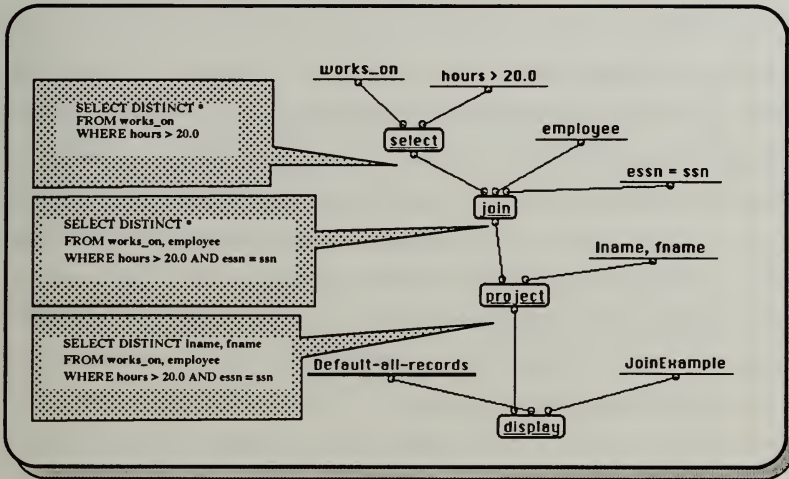 works_on
hours > 20.0
SELECT DISTINCT *
FROM works_on
WHERE hours > 20.0
select
employee
essn = ssn
join
SELECT DISTINCT *
FROM works_on, employee
WHERE hours > 20.0 AND essn = ssn
lname, fname
project
SELECT DISTINCT lname, fname
FROM works_on, employee
WHERE hours > 20.0 AND essn = ssn
Default-all-records
JoinExample
display